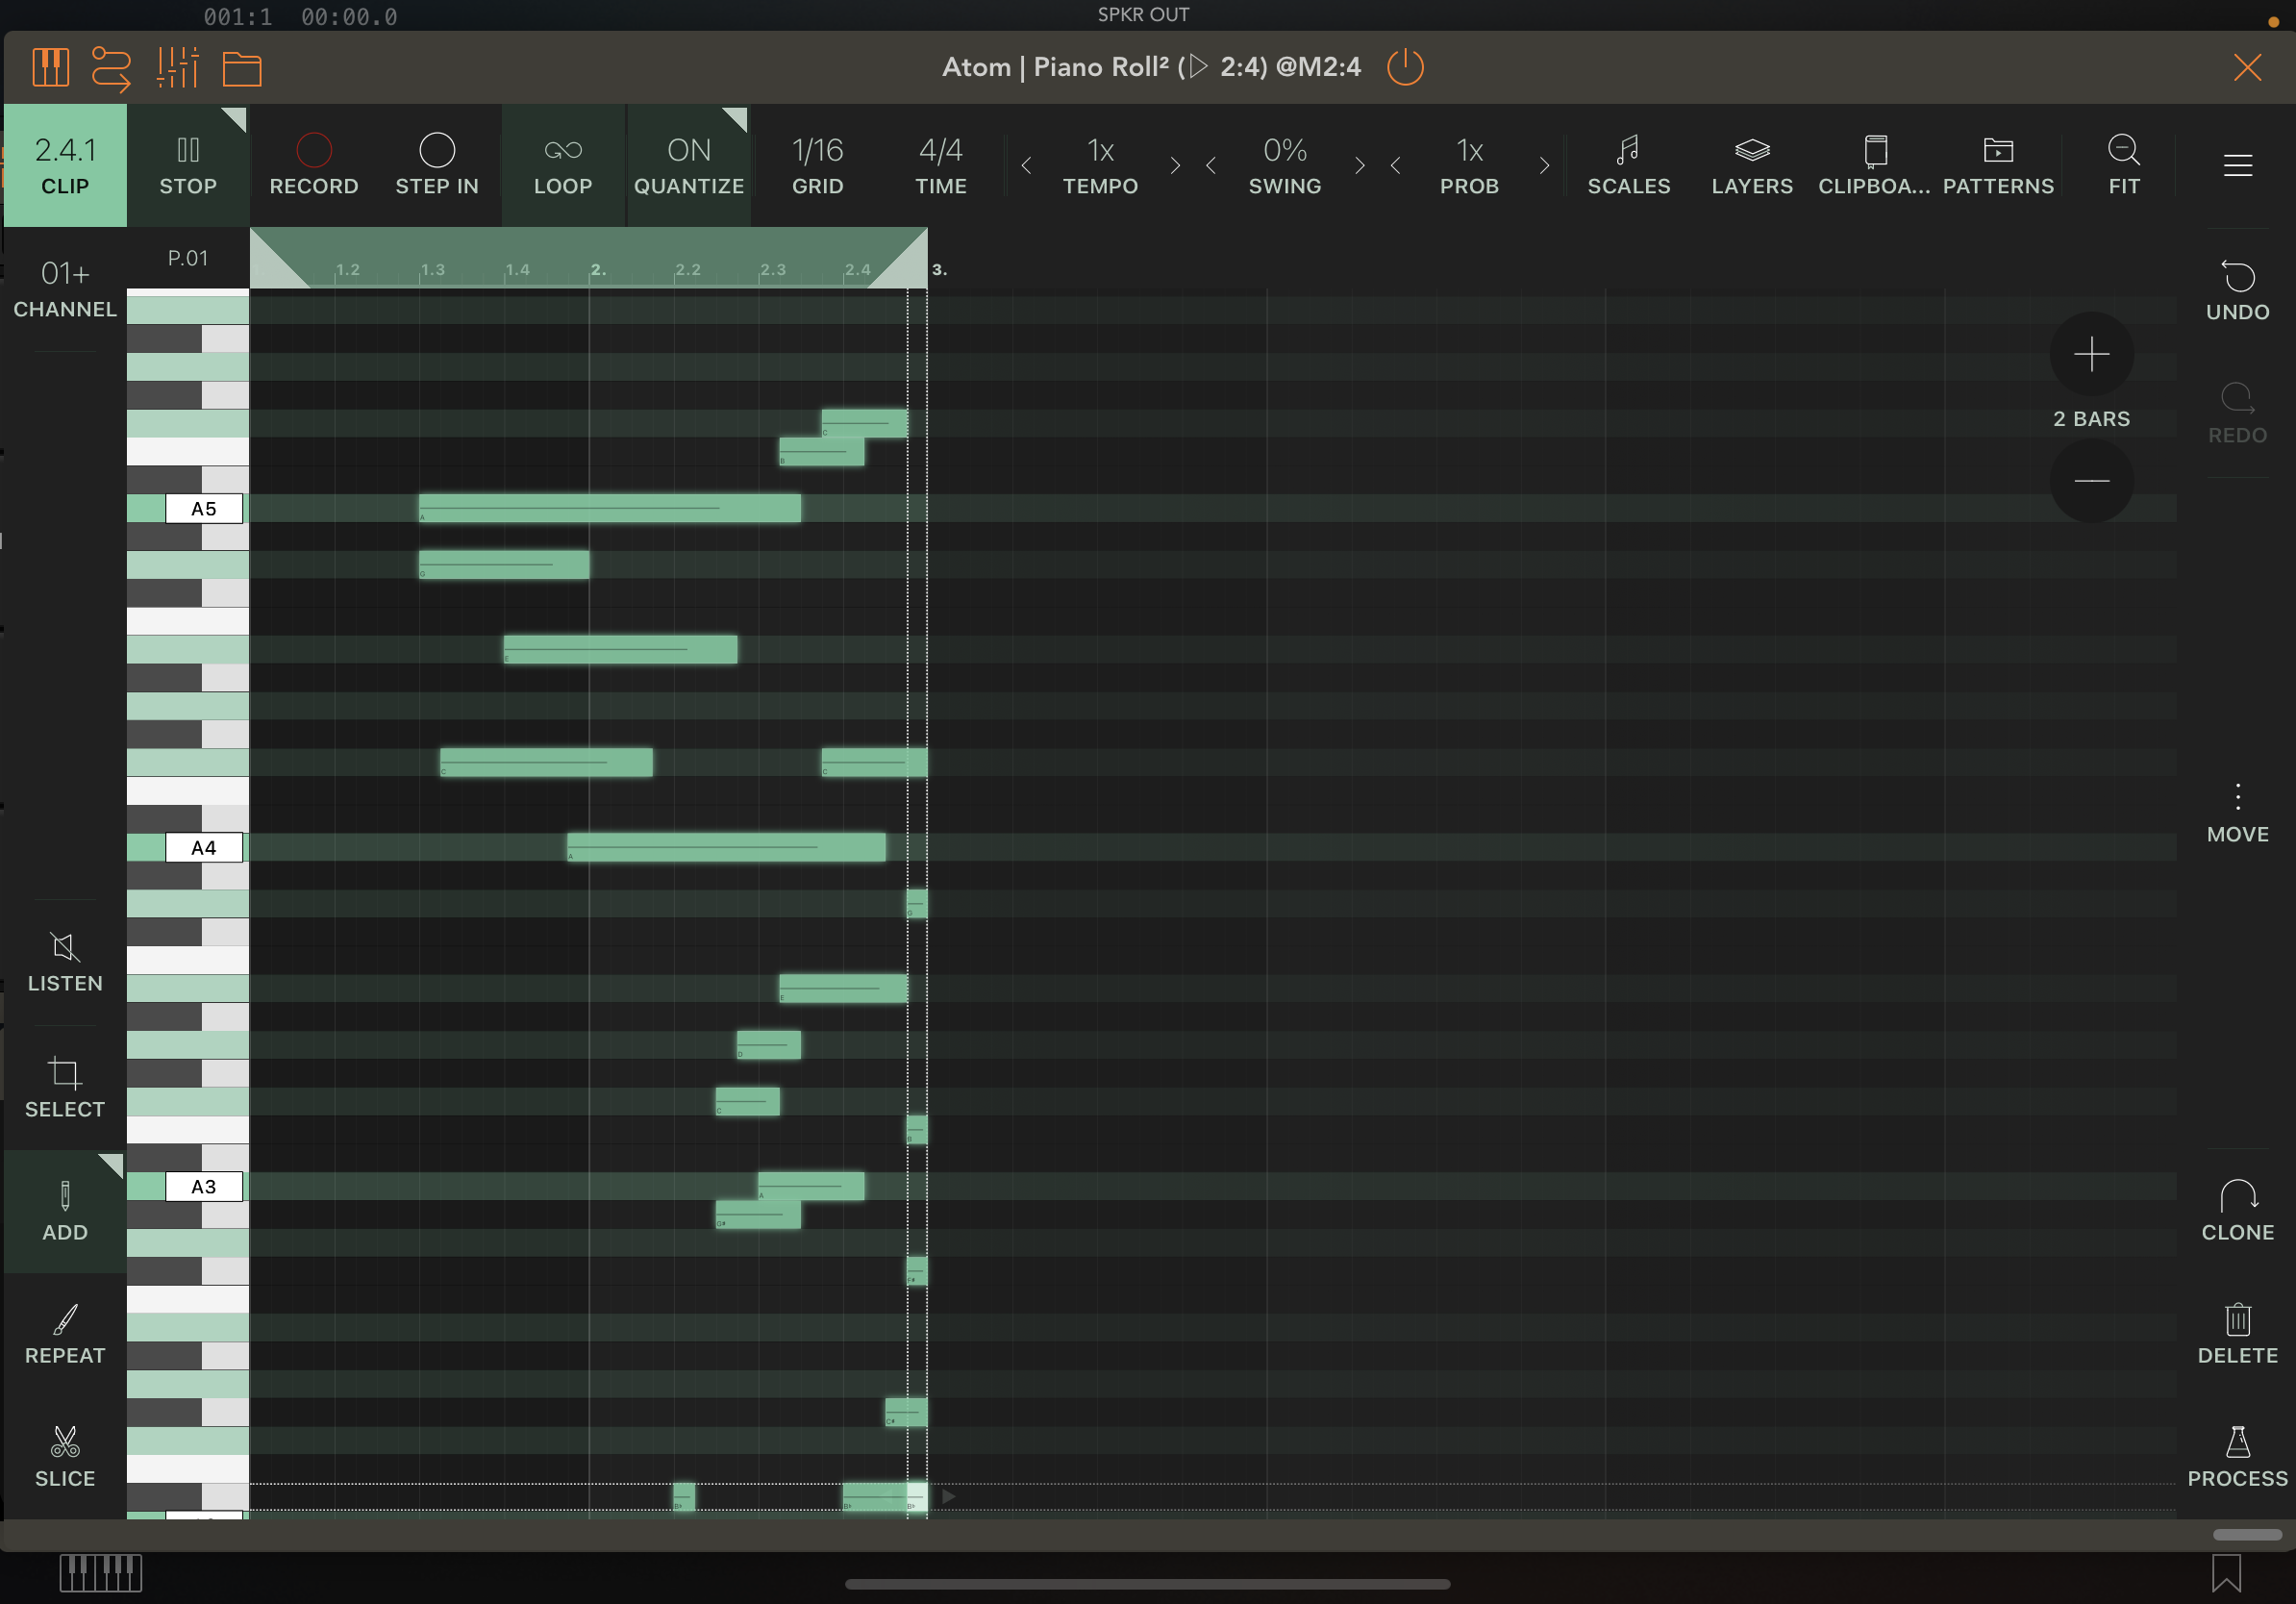 001:1 00:00.0 SPKR OUT
Atom | Piano Roll² (▷ 2:4) @M2:4
2.4.1 ON 1/16 4/4 1x 0% 1x
CLIP STOP RECORD STEP IN LOOP QUANTIZE GRID TIME TEMPO SWING PROB SCALES LAYERS CLIPBOA... PATTERNS FIT
P.01 1.2 1.3 1.4 2. 2.2 2.3 2.4 3.
01+
CHANNEL
UNDO
2 BARS
REDO
C
B
A5
A
G
E
C C
MOVE
A4
A
G
LISTEN
E
D
SELECT
C
B
A3
A
G#
ADD
CLONE
F#
REPEAT
DELETE
C#
SLICE
PROCESS